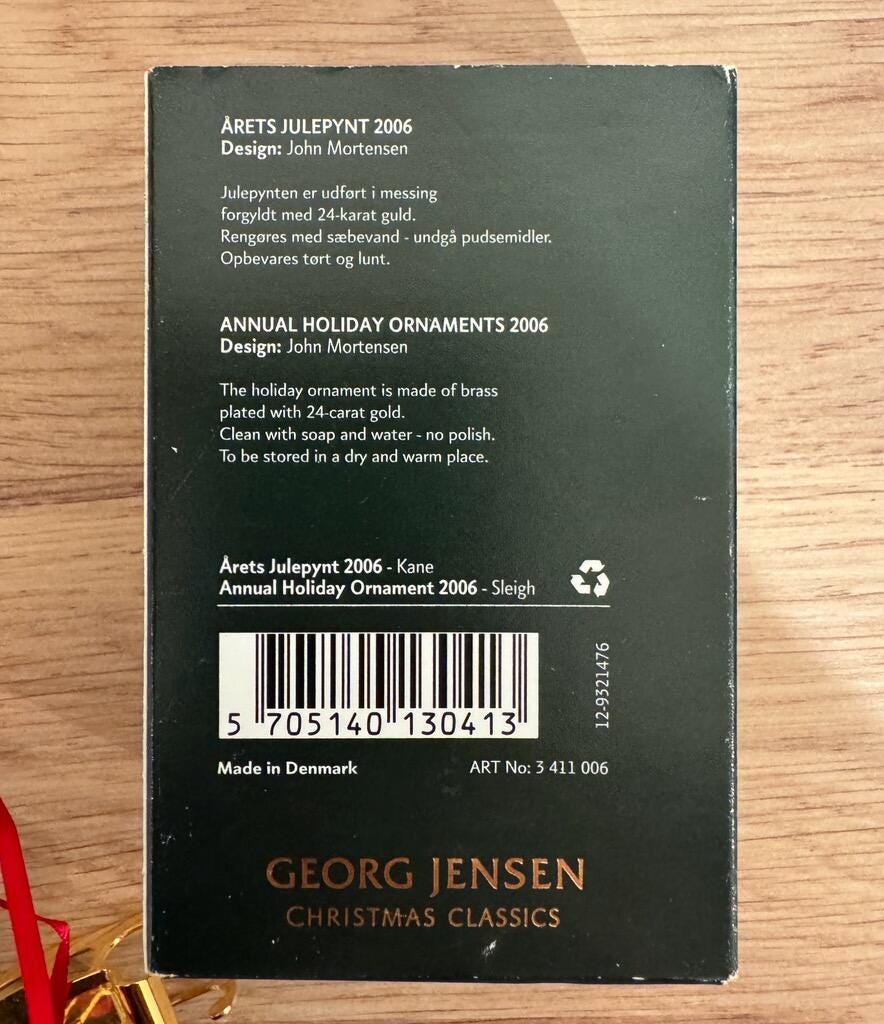 ÅRETS JULEPYNT 2006
Design: John Mortensen
Julepynten er udført i messing
forgyldt med 24-karat guld.
Rengøres med sæbevand - undgå pudsemidler.
Opbevares tørt og lunt.
ANNUAL HOLIDAY ORNAMENTS 2006
Design: John Mortensen
The holiday ornament is made of brass
plated with 24-carat gold.
Clean with soap and water - no polish.
To be stored in a dry and warm place.
Årets Julepynt 2006 - Kane
Annual Holiday Ornament 2006 - Sleigh
5 705140 130413
12-9321476
Made in Denmark
ART No: 3 411 006
GEORG JENSEN
CHRISTMAS CLASSICS